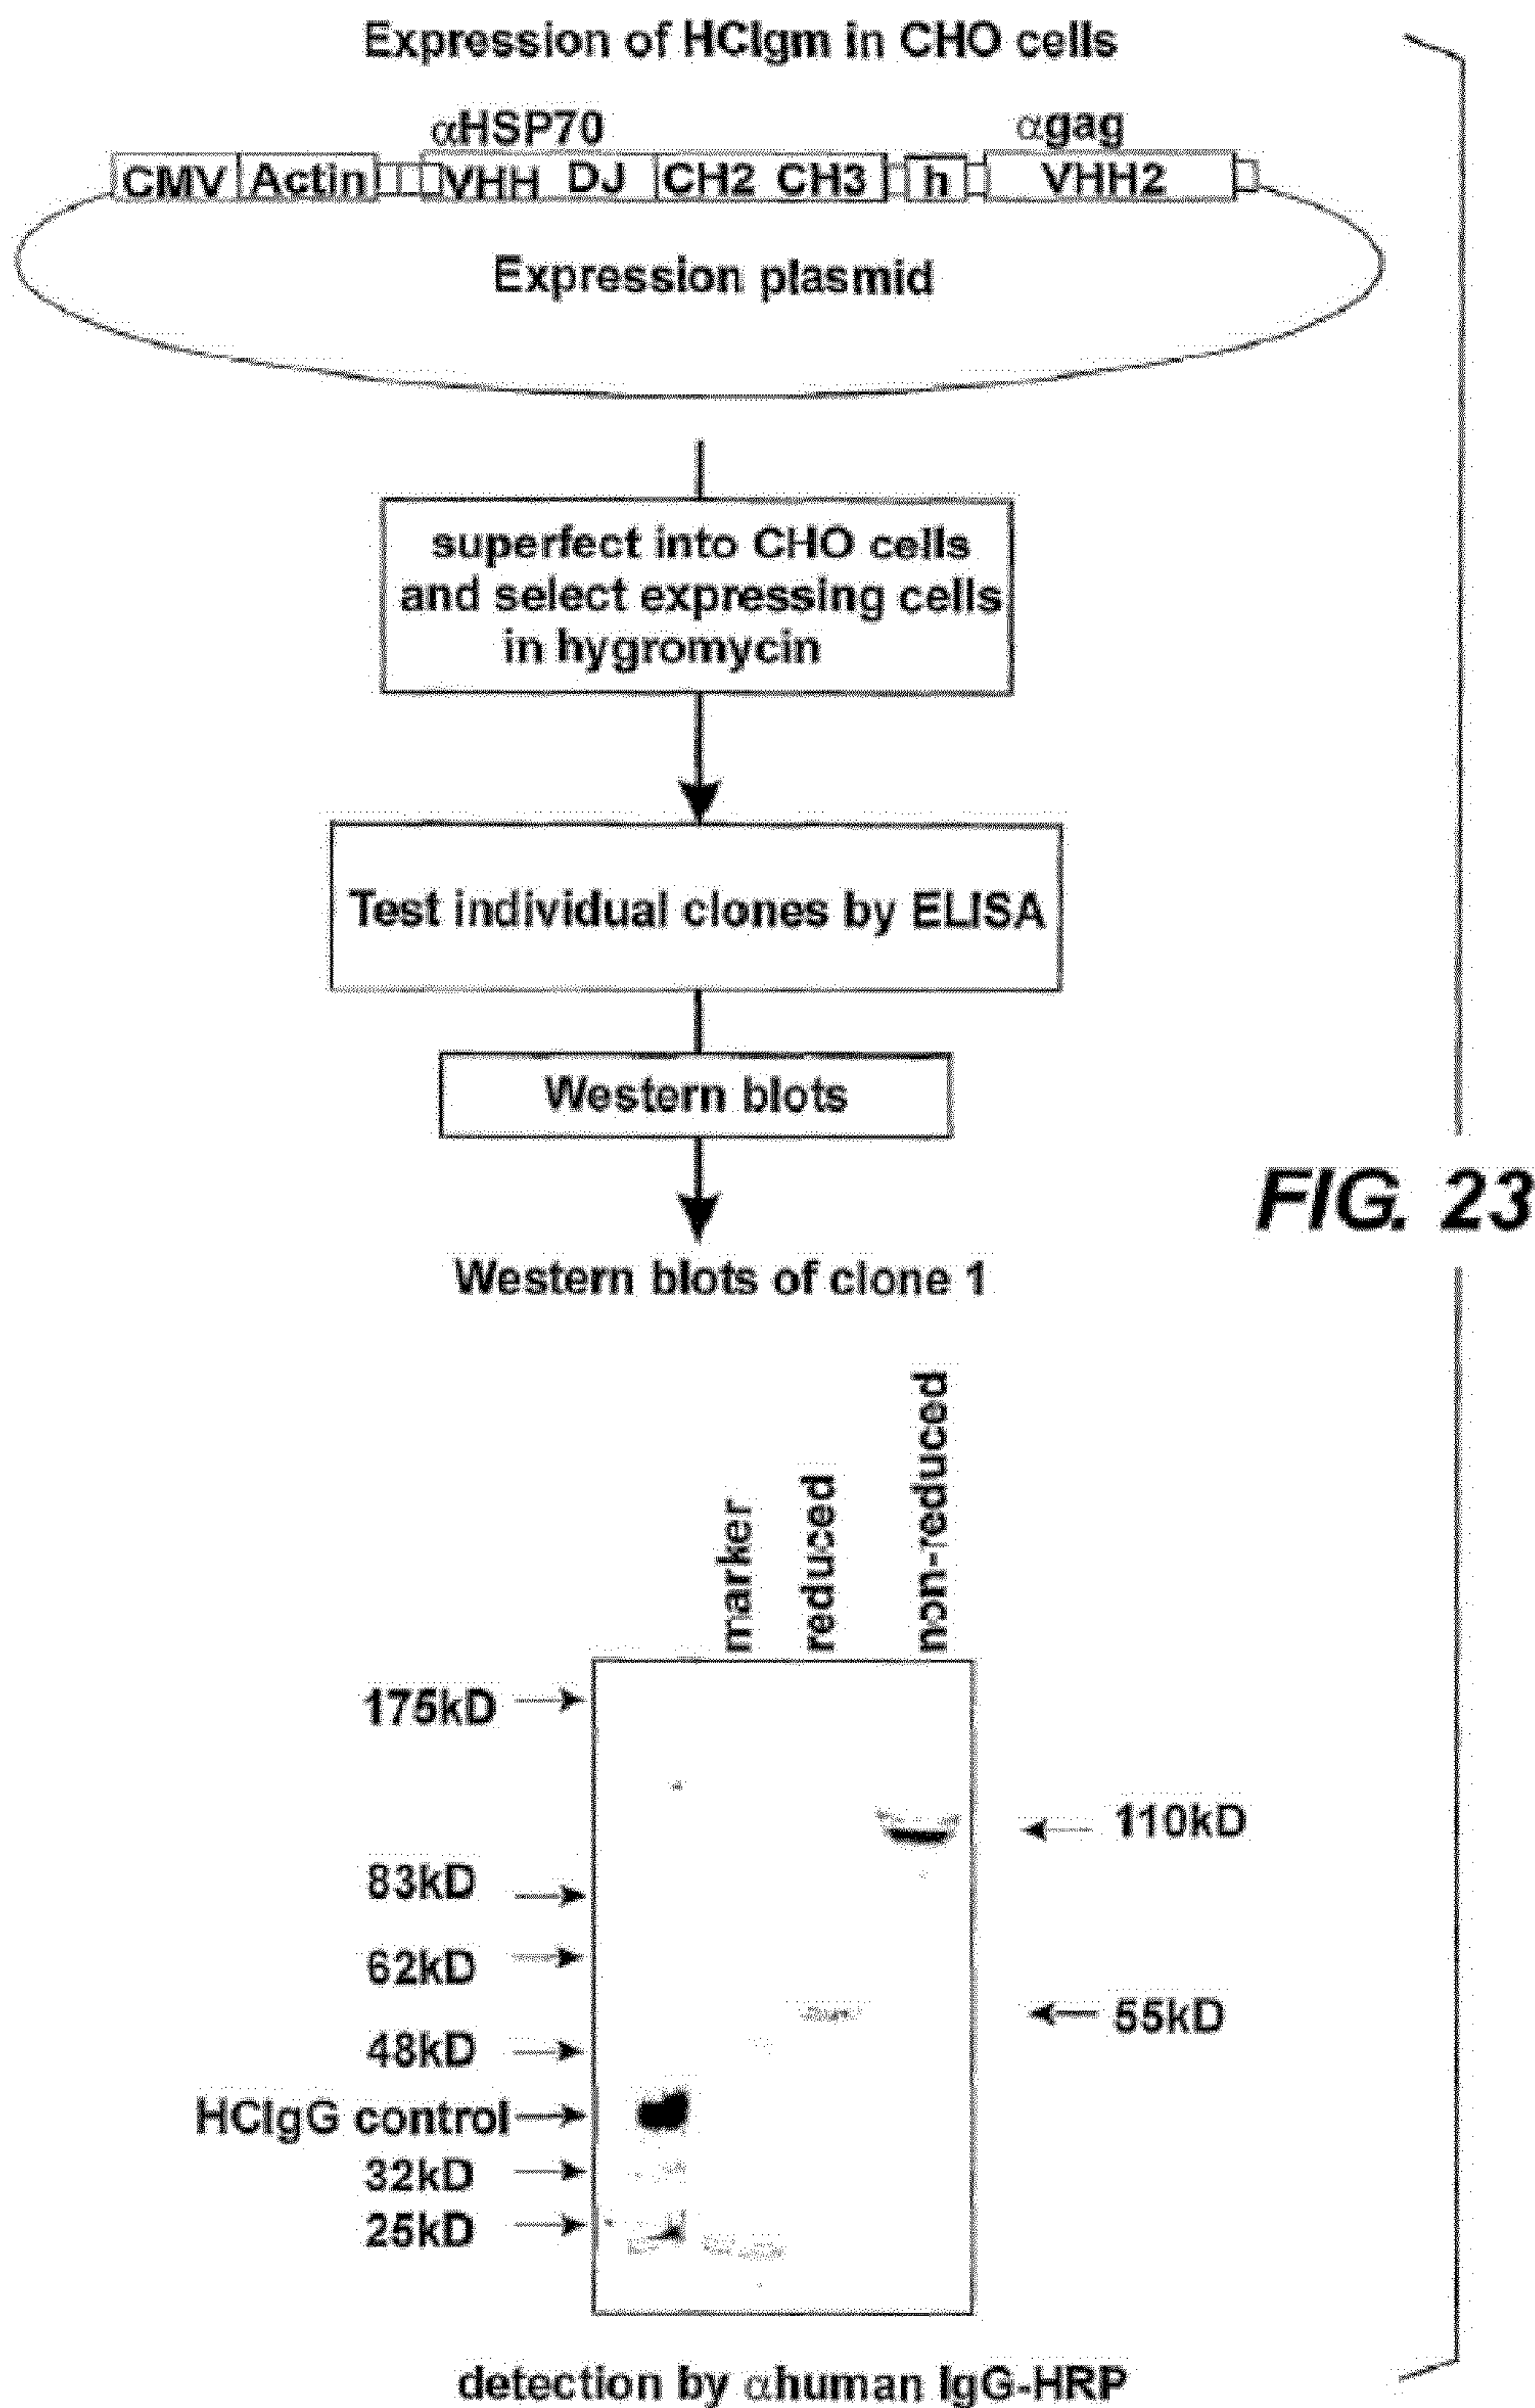 Expression of HCIgm in CHO cells
αHSP70 αgag
CMV Actin VHH DJ CH2 CH3 h VHH2
Expression plasmid
superfect into CHO cells
and select expressing cells
in hygromycin
Test individual clones by ELISA
Western blots
FIG. 23
Western blots of clone 1
marker
reduced
non-reduced
175kD
110kD
83kD
62kD
55kD
48kD
HCIgG control
32kD
25kD
detection by αhuman IgG-HRP